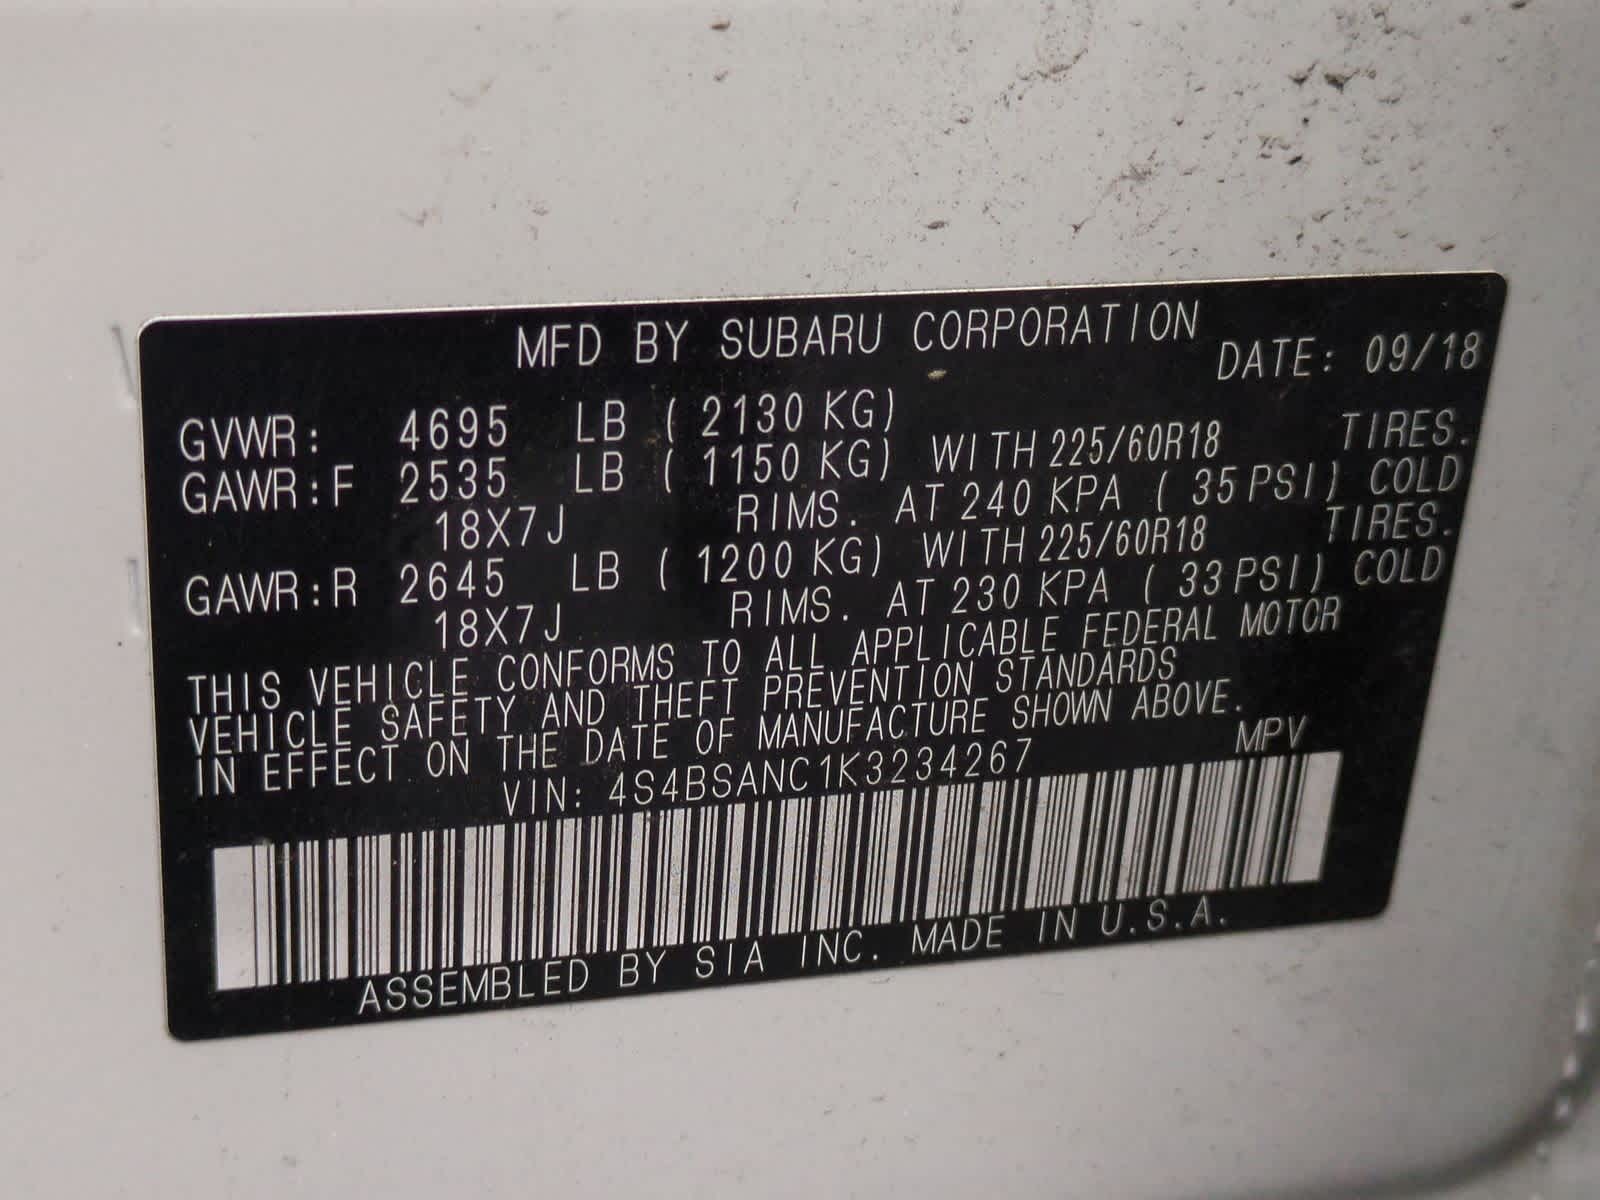 MFD BY SUBARU CORPORATION
DATE: 09/18
GVWR: 4695 LB ( 2130 KG)
GAWR:F 2535 LB ( 1150 KG) WITH 225/60R18 TIRES.
18X7J RIMS. AT 240 KPA ( 35 PSI) COLD
GAWR:R 2645 LB ( 1200 KG) WITH 225/60R18 TIRES.
18X7J RIMS. AT 230 KPA ( 33 PSI) COLD
THIS VEHICLE CONFORMS TO ALL APPLICABLE FEDERAL MOTOR
VEHICLE SAFETY AND THEFT PREVENTION STANDARDS
IN EFFECT ON THE DATE OF MANUFACTURE SHOWN ABOVE.
VIN: 4S4BSANC1K3234267 MPV
ASSEMBLED BY SIA INC. MADE IN U.S.A.